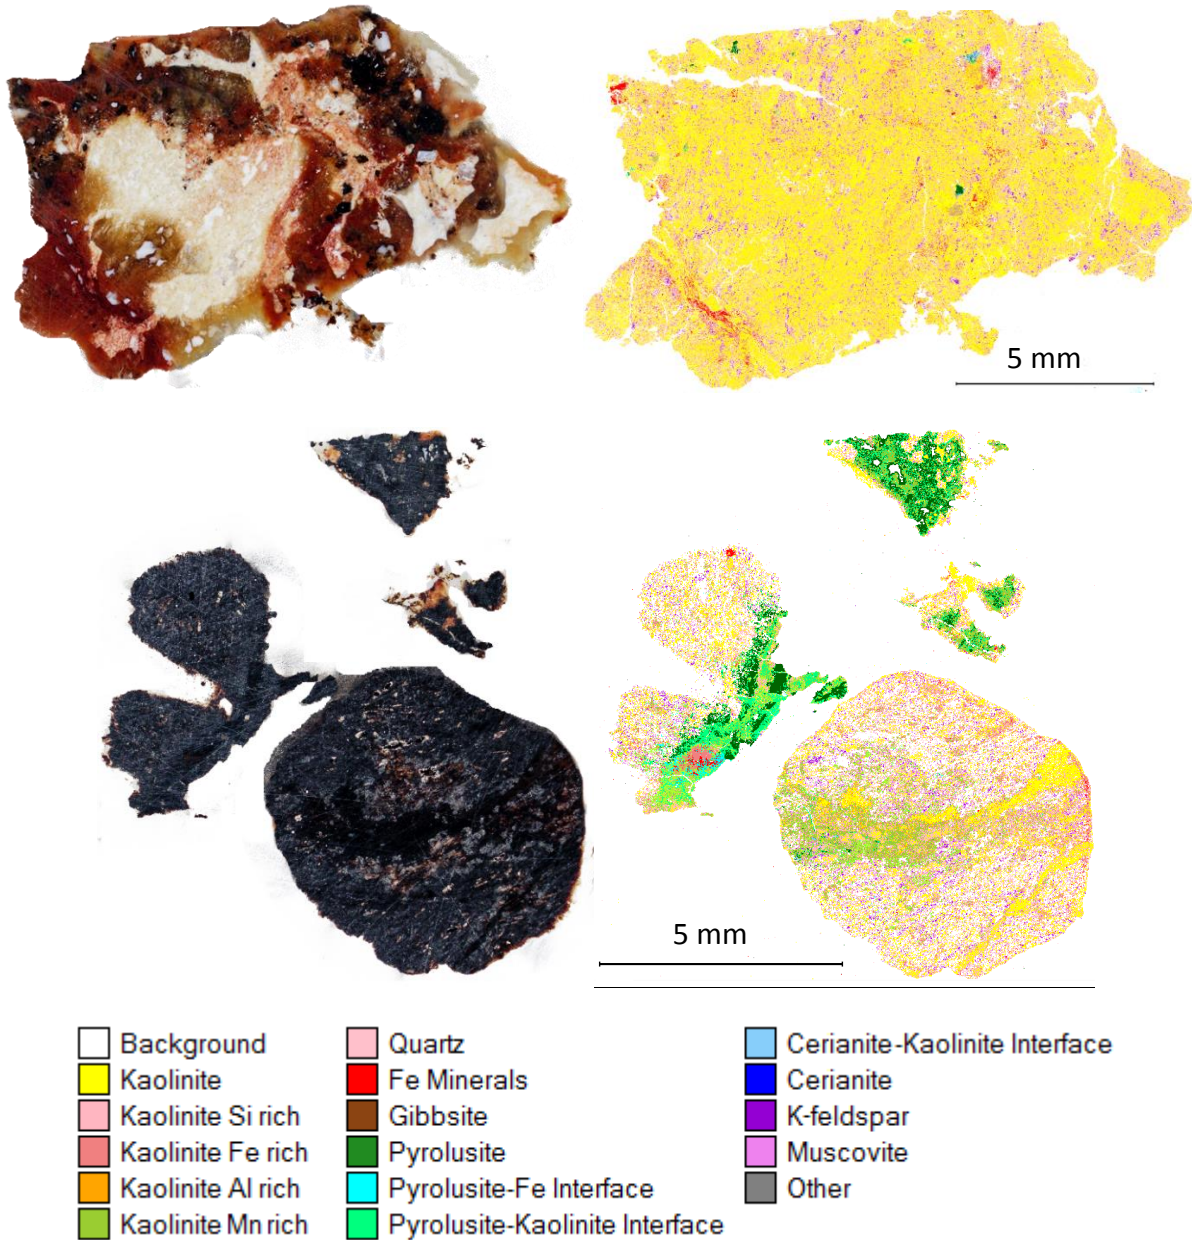 5 mm
5 mm
Background
Kaolinite
Kaolinite Si rich
Kaolinite Fe rich
Kaolinite Al rich
Kaolinite Mn rich
Quartz
Fe Minerals
Gibbsite
Pyrolusite
Pyrolusite-Fe Interface
Pyrolusite-Kaolinite Interface
Cerianite-Kaolinite Interface
Cerianite
K-feldspar
Muscovite
Other